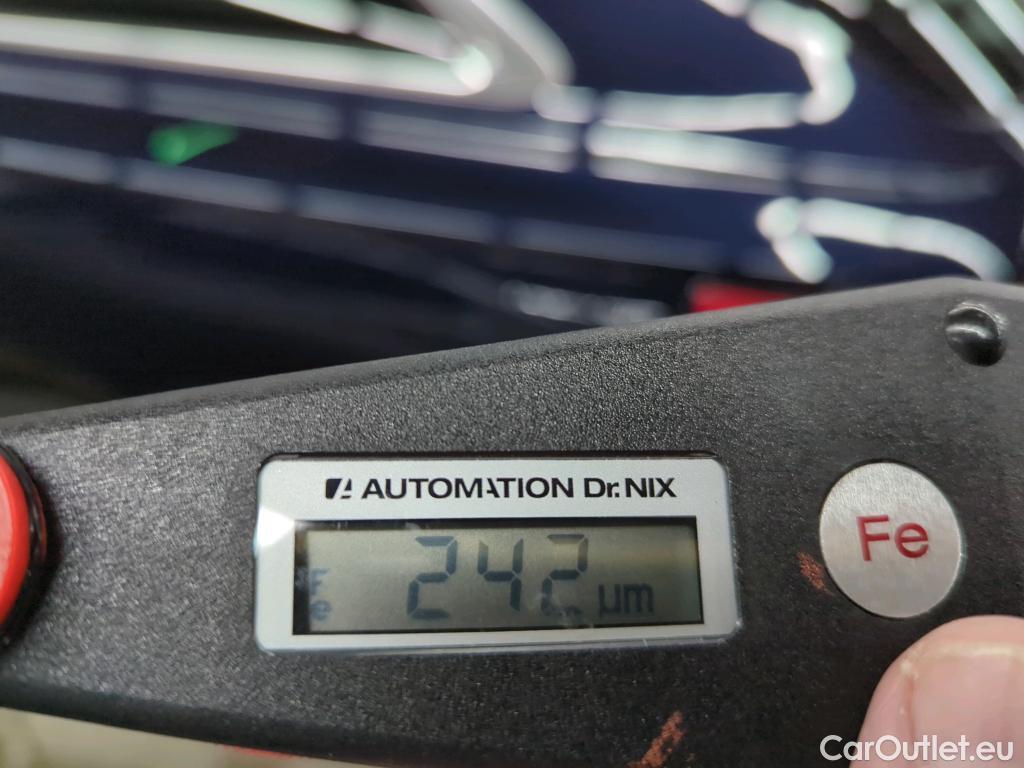 AUTOMATION Dr. NIX
Fe 242 µm
Fe
CarOutlet.eu